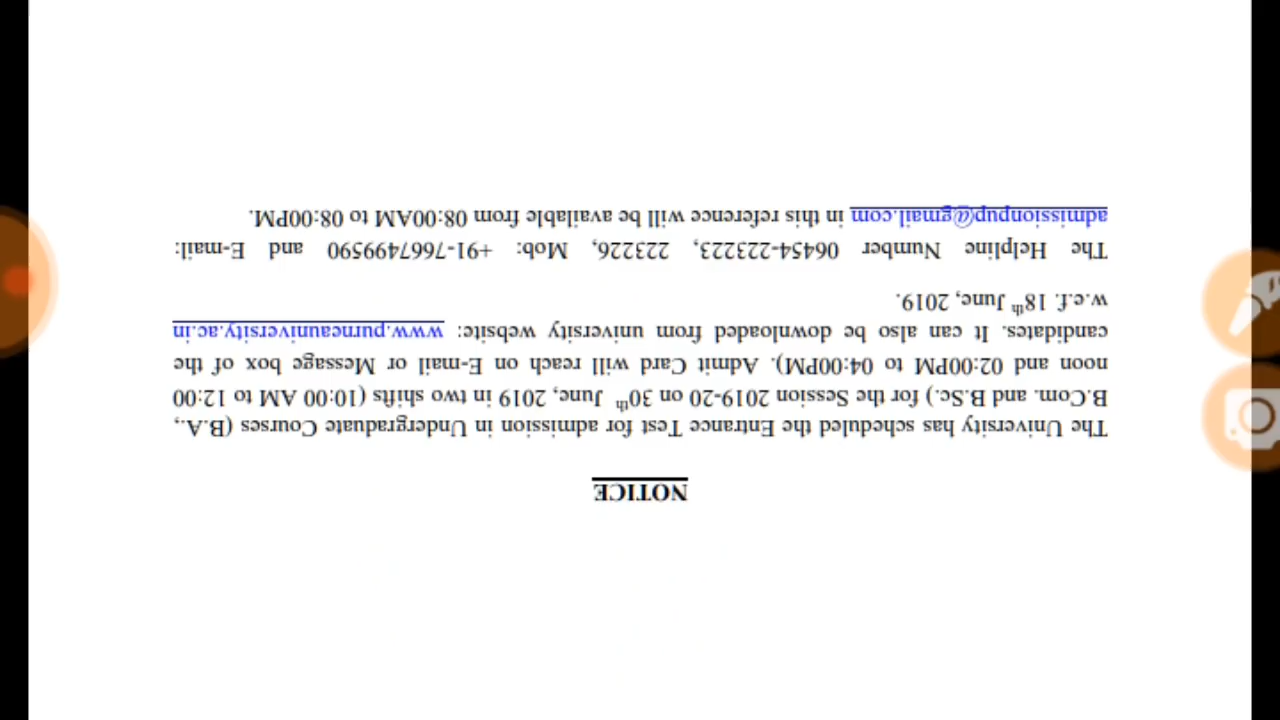 NOTICE
The University has scheduled the Entrance Test for admission in Undergraduate Courses (B.A.,
B.Com. and B.Sc.) for the Session 2019-20 on 30th June, 2019 in two shifts (10:00 AM to 12:00
noon and 02:00PM to 04:00PM). Admit Card will reach on E-mail or Message box of the
candidates. It can also be downloaded from university website: www.purneauniversity.ac.in
w.e.f. 18th June, 2019.
The Helpline Number 06454-223223, 223226, Mob: +91-7667499590 and E-mail:
admissionpup@gmail.com in this reference will be available from 08:00AM to 08:00PM.